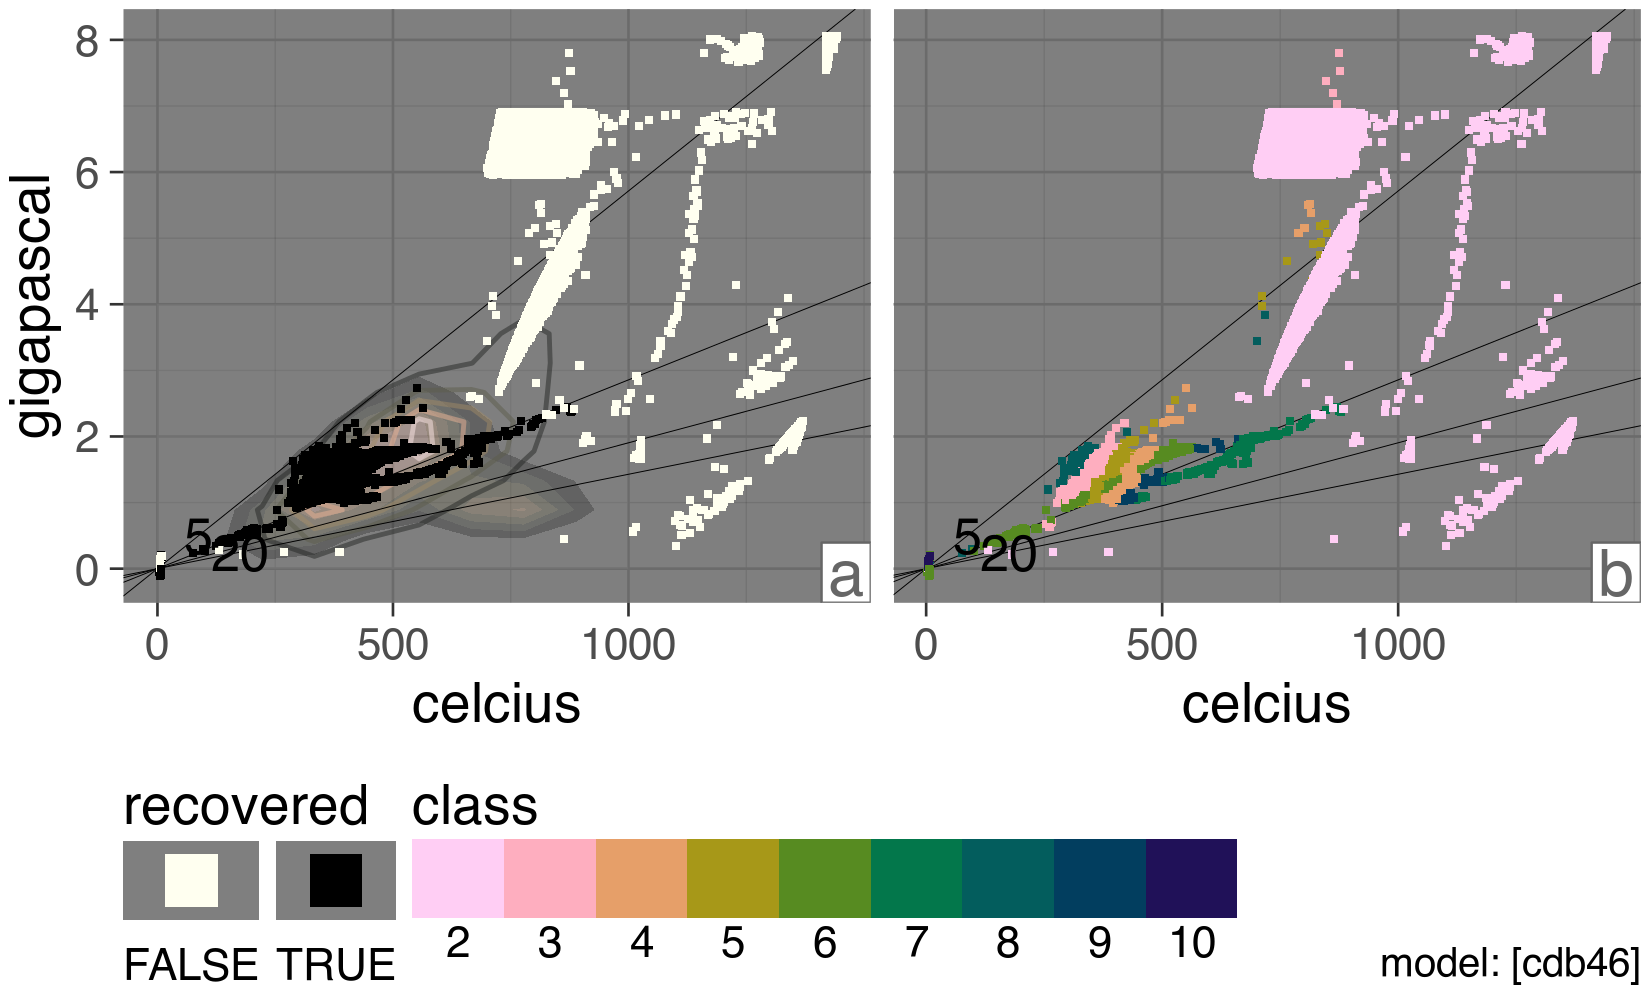 gigapascal
8
6
4
2
0
5
20
a
5
20
b
0 500 1000
0 500 1000
celcius
celcius
recovered
FALSE TRUE
class
2 3 4 5 6 7 8 9 10
model: [cdb46]